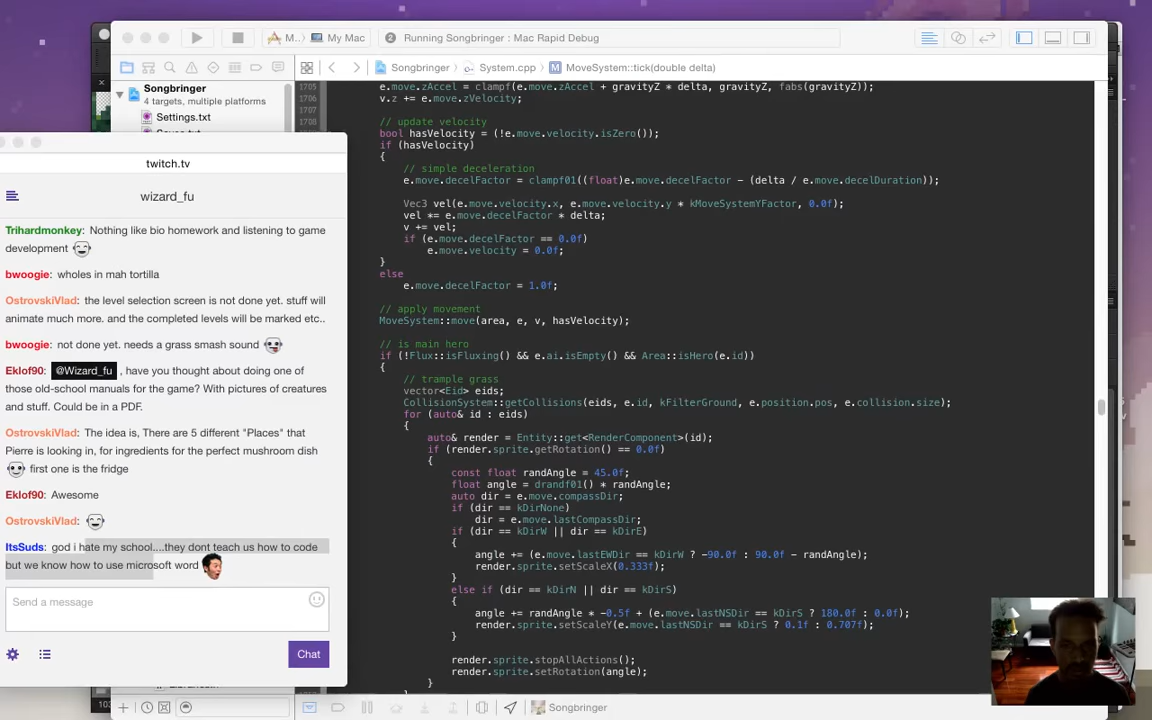 M..
My Mac
2
Running Songbringer : Mac Rapid Debug
Songbringer
System.cpp
M
MoveSystem::tick(double delta)
Songbringer
4 targets, multiple platforms
Settings.txt
twitch.tv
wizard_fu
Trihardmonkey: Nothing like bio homework and listening to game
development
bwoogie: wholes in mah tortilla
OstrovskiVlad: the level selection screen is not done yet. stuff will
animate much more. and the completed levels will be marked etc..
bwoogie: not done yet. needs a grass smash sound
Eklof90: @Wizard_fu , have you thought about doing one of
those old-school manuals for the game? With pictures of creatures
and stuff. Could be in a PDF.
OstrovskiVlad: The idea is, There are 5 different "Places" that
Pierre is looking in, for ingredients for the perfect mushroom dish
first one is the fridge
Eklof90: Awesome
OstrovskiVlad:
ItsSuds: god i hate my school....they dont teach us how to code
but we know how to use microsoft word
Send a message
Chat
1705 e.move.zAccel = clampf(e.move.zAccel + gravityZ * delta, gravityZ, fabs(gravityZ));
1706 v.z += e.move.zVelocity;
1708 // update velocity
bool hasVelocity = (!e.move.velocity.isZero());
if (hasVelocity)
{
// simple deceleration
e.move.decelFactor = clampf01((float)e.move.decelFactor - (delta / e.move.decelDuration));
Vec3 vel(e.move.velocity.x, e.move.velocity.y * kMoveSystemYFactor, 0.0f);
vel *= e.move.decelFactor * delta;
v += vel;
if (e.move.decelFactor == 0.0f)
e.move.velocity = 0.0f;
}
else
e.move.decelFactor = 1.0f;
// apply movement
MoveSystem::move(area, e, v, hasVelocity);
// is main hero
if (!Flux::isFluxing() && e.ai.isEmpty() && Area::isHero(e.id))
{
// trample grass
vector<Eid> eids;
CollisionSystem::getCollisions(eids, e.id, kFilterGround, e.position.pos, e.collision.size);
for (auto& id : eids)
{
auto& render = Entity::get<RenderComponent>(id);
if (render.sprite.getRotation() == 0.0f)
{
const float randAngle = 45.0f;
float angle = drandf01() * randAngle;
auto dir = e.move.compassDir;
if (dir == kDirNone)
dir = e.move.lastCompassDir;
if (dir == kDirW || dir == kDirE)
{
angle += (e.move.lastEWDir == kDirW ? -90.0f : 90.0f - randAngle);
render.sprite.setScaleX(0.333f);
}
else if (dir == kDirN || dir == kDirS)
{
angle += randAngle * -0.5f + (e.move.lastNSDir == kDirS ? 180.0f : 0.0f);
render.sprite.setScaleY(e.move.lastNSDir == kDirS ? 0.1f : 0.707f);
}
render.sprite.stopAllActions();
render.sprite.setRotation(angle);
}
Songbringer